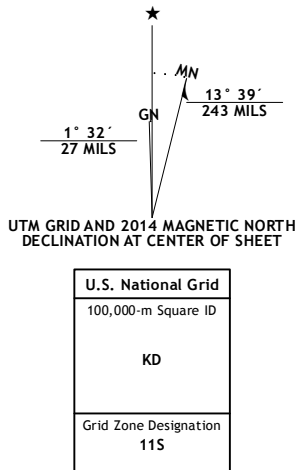 MN
GN
13° 39´
243 MILS
1° 32´
27 MILS
UTM GRID AND 2014 MAGNETIC NORTH
DECLINATION AT CENTER OF SHEET
U.S. National Grid
100,000-m Square ID
KD
Grid Zone Designation
11S